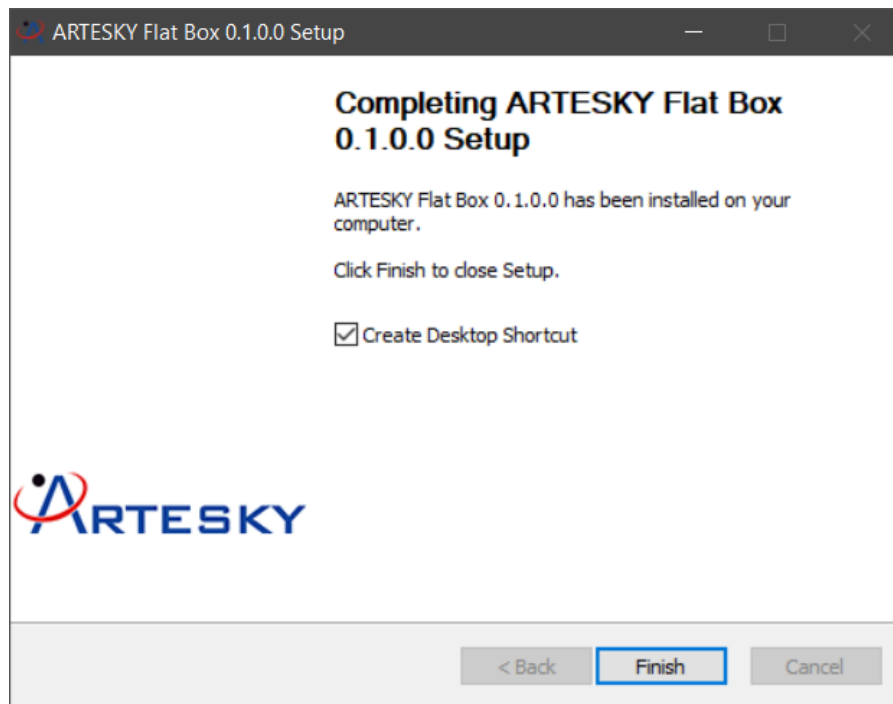 ARTESKY Flat Box 0.1.0.0 Setup
Completing ARTESKY Flat Box
0.1.0.0 Setup
ARTESKY Flat Box 0.1.0.0 has been installed on your
computer.
Click Finish to close Setup.
Create Desktop Shortcut
ARTESKY
< Back
Finish
Cancel